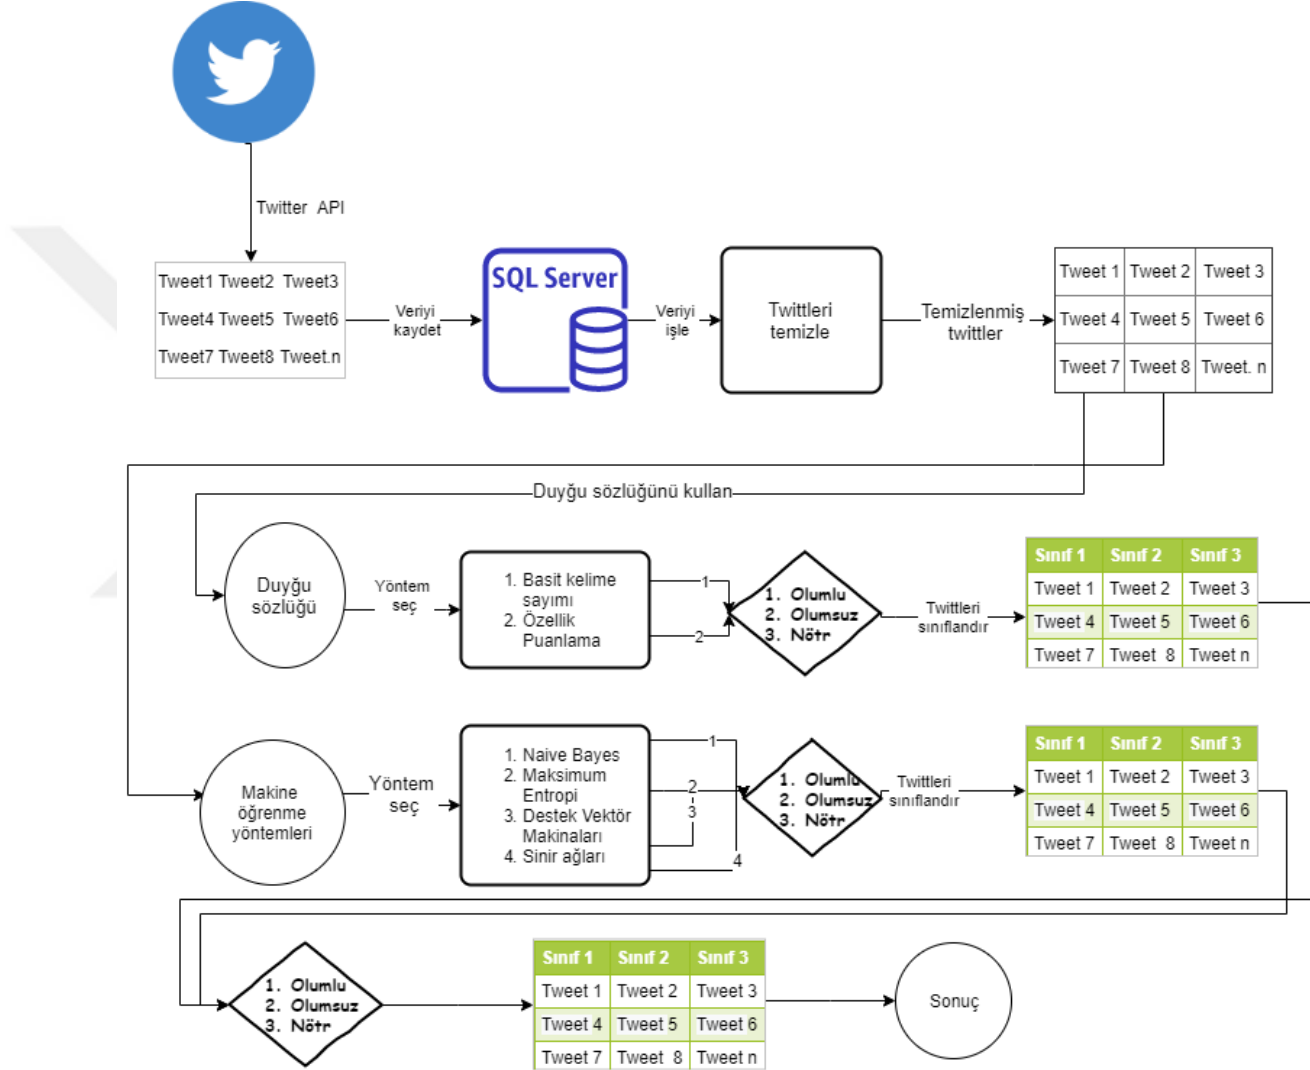 Twitter API
Tweet1 Tweet2 Tweet3
Tweet4 Tweet5 Tweet6
Tweet7 Tweet8 Tweet.n
Veriyi
kaydet
SQL Server
Veriyi
işle
Twittleri
temizle
Temizlenmiş
twittler
Tweet 1 Tweet 2 Tweet 3
Tweet 4 Tweet 5 Tweet 6
Tweet 7 Tweet 8 Tweet. n
Duyğu sözlüğünü kullan
Duyğu
sözlüğü
Yöntem
seç
1. Basit kelime
sayımı
2. Özellik
Puanlama
1
2
1. Olumlu
2. Olumsuz
3. Nötr
Twittleri
sınıflandır
Sınıf 1 Sınıf 2 Sınıf 3
Tweet 1 Tweet 2 Tweet 3
Tweet 4 Tweet 5 Tweet 6
Tweet 7 Tweet 8 Tweet n
Makine
öğrenme
yöntemleri
Yöntem
seç
1. Naive Bayes
2. Maksimum
Entropi
3. Destek Vektör
Makinaları
4. Sinir ağları
1
2
3
4
1. Olumlu
2. Olumsuz
3. Nötr
Twittleri
sınıflandır
Sınıf 1 Sınıf 2 Sınıf 3
Tweet 1 Tweet 2 Tweet 3
Tweet 4 Tweet 5 Tweet 6
Tweet 7 Tweet 8 Tweet n
1. Olumlu
2. Olumsuz
3. Nötr
Sınıf 1 Sınıf 2 Sınıf 3
Tweet 1 Tweet 2 Tweet 3
Tweet 4 Tweet 5 Tweet 6
Tweet 7 Tweet 8 Tweet n
Sonuç